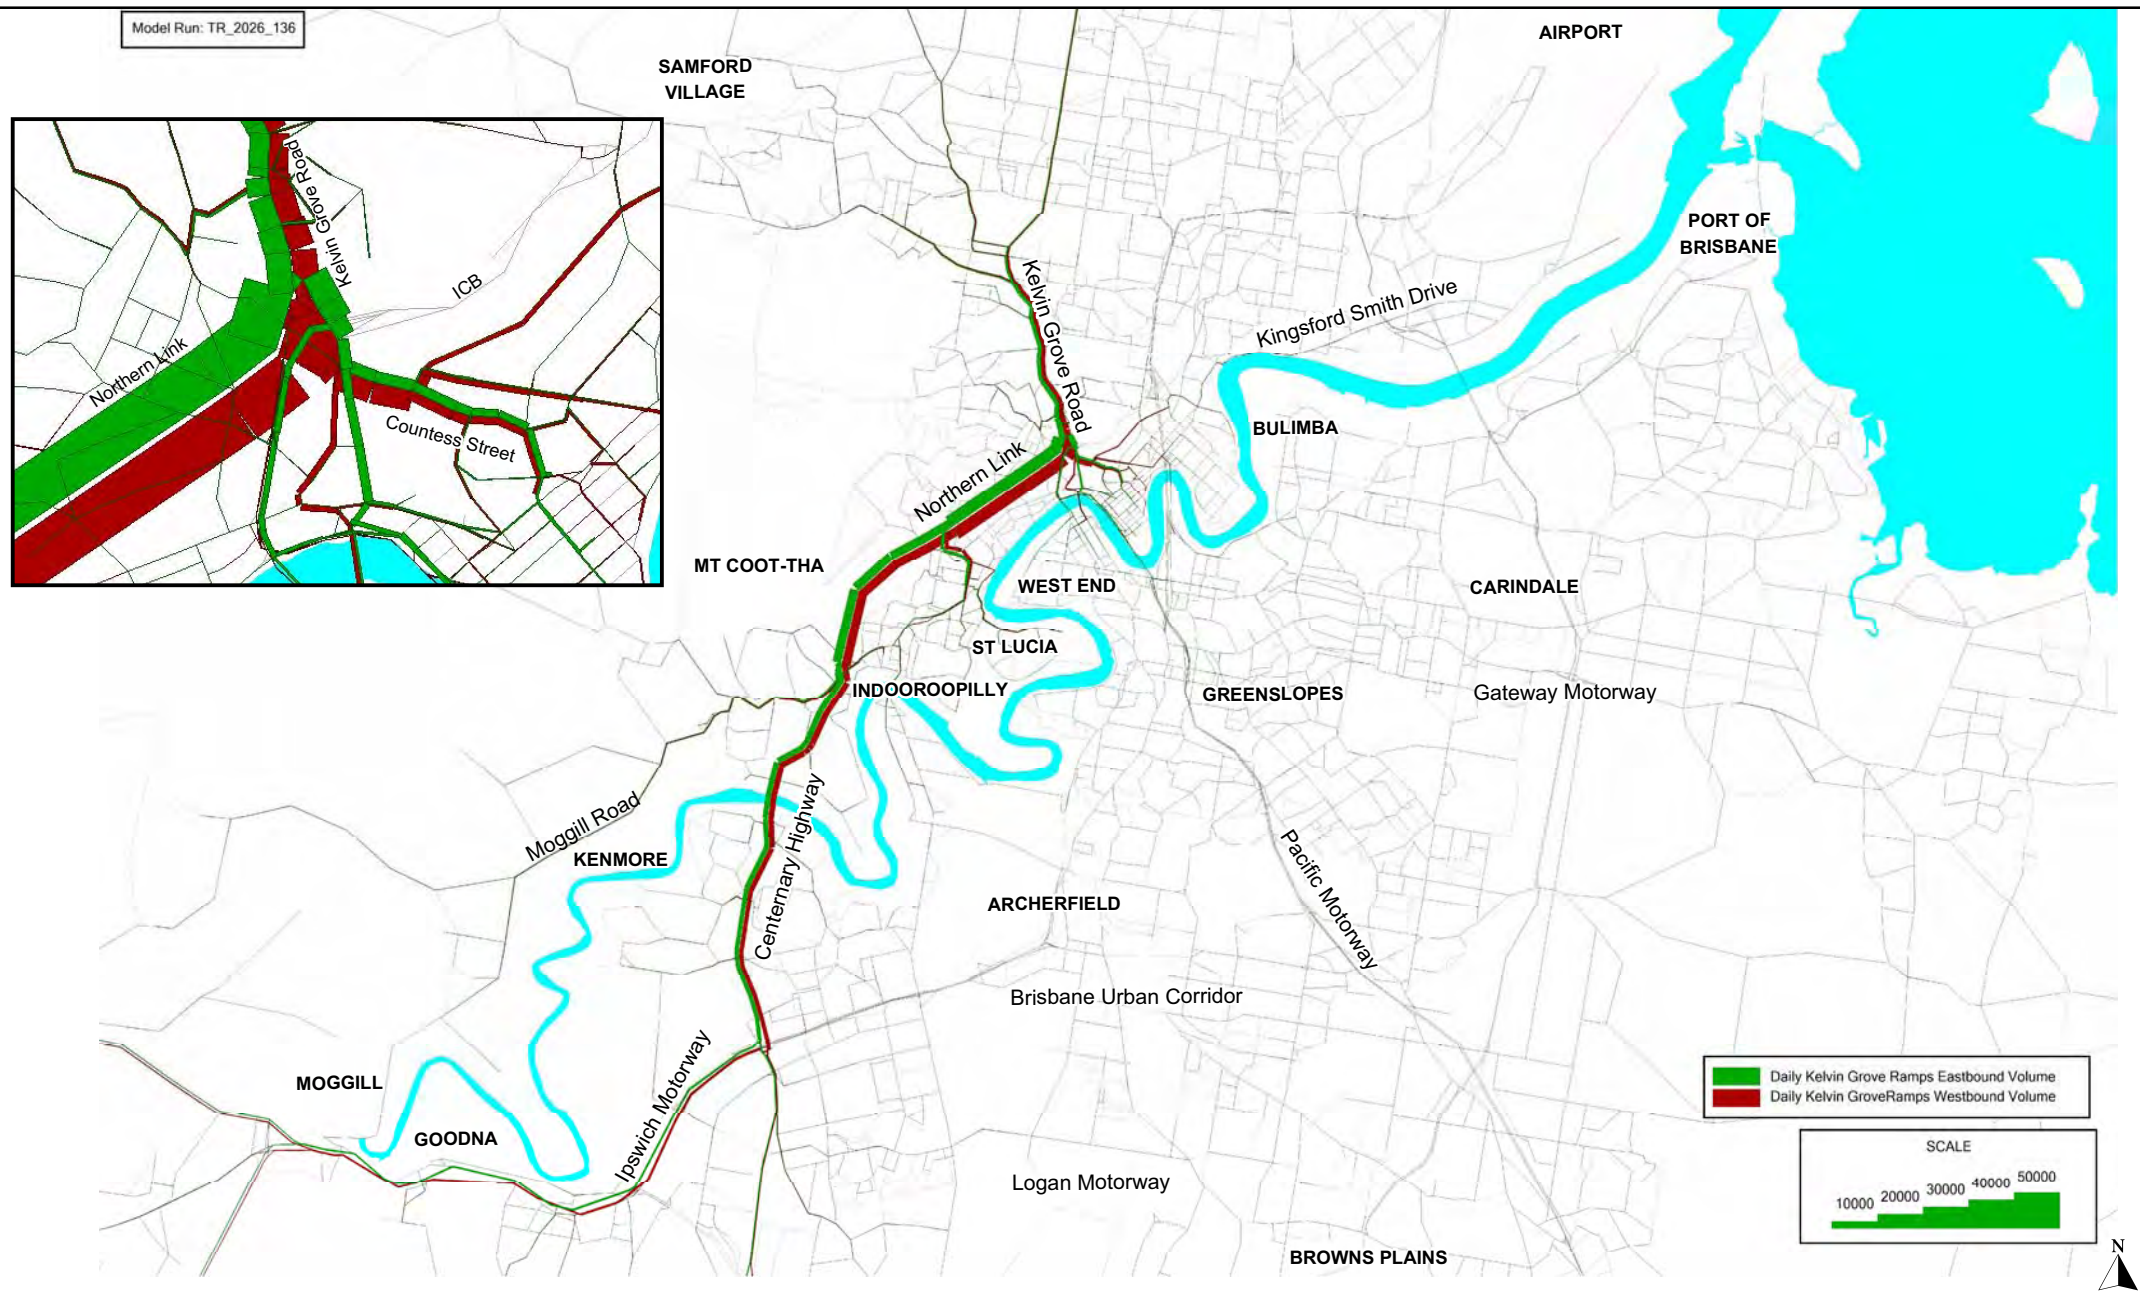 Model Run: TR_2026_136
AIRPORT
SAMFORD
VILLAGE
Kelvin Grove Road
ICB
Northern Link
Countess Street
PORT OF
BRISBANE
Kelvin Grove Road
Kingsford Smith Drive
BULIMBA
Northern Link
MT COOT-THA
WEST END
CARINDALE
ST LUCIA
INDOOROOPILLY
GREENSLOPES
Gateway Motorway
Moggill Road
KENMORE
Centernary Highway
Pacific Motorway
ARCHERFIELD
Brisbane Urban Corridor
Ipswich Motorway
MOGGILL
GOODNA
Logan Motorway
BROWNS PLAINS
Daily Kelvin Grove Ramps Eastbound Volume
Daily Kelvin GroveRamps Westbound Volume
SCALE
10000 20000 30000 40000 50000
N